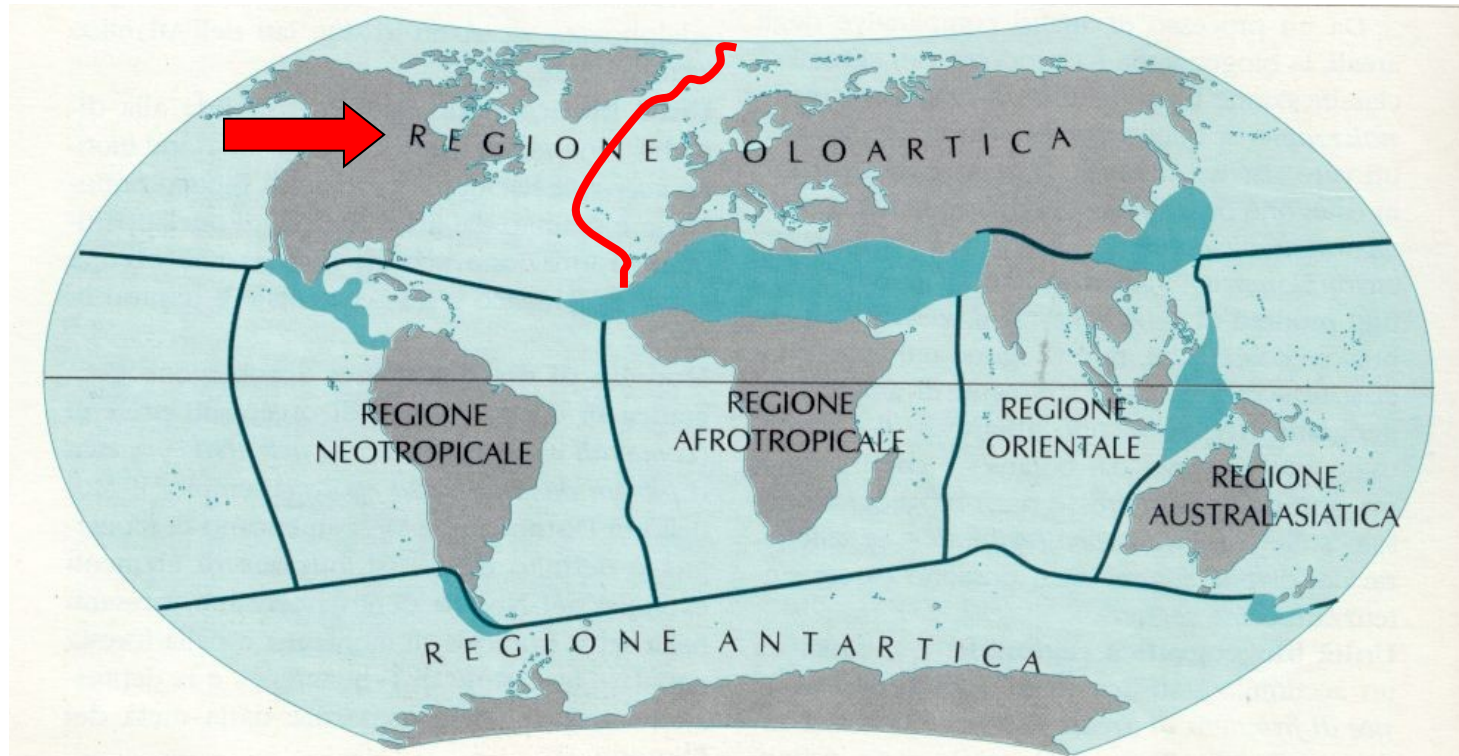 REGIONE OLOARTICA
REGIONE
NEOTROPICALE
REGIONE
AFROTROPICALE
REGIONE
ORIENTALE
REGIONE
AUSTRALASIATICA
REGIONE ANTARTICA